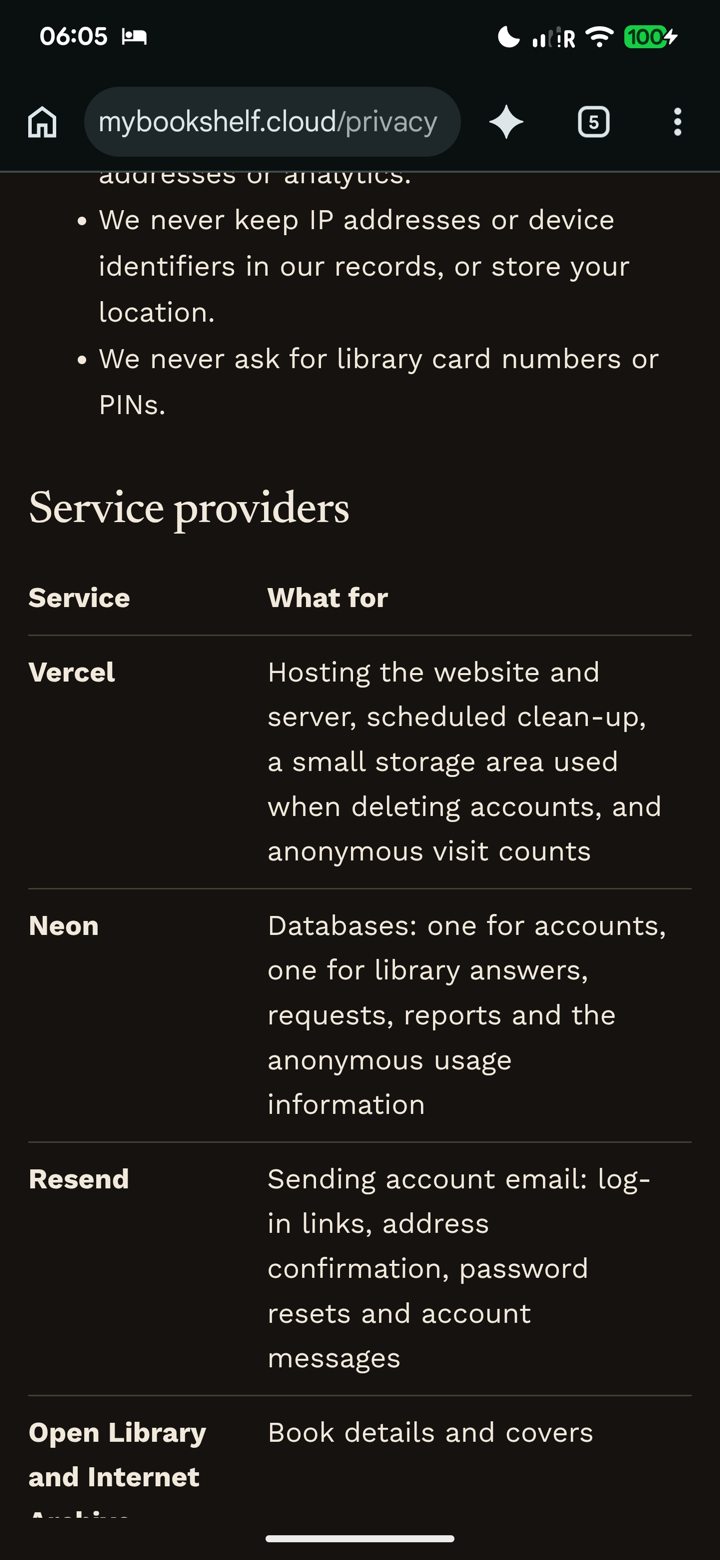 06:05
R
100
mybookshelf.cloud/privacy
5
addresses or analytics.
• We never keep IP addresses or device
identifiers in our records, or store your
location.
• We never ask for library card numbers or
PINs.
Service providers
Service What for
Vercel Hosting the website and
server, scheduled clean-up,
a small storage area used
when deleting accounts, and
anonymous visit counts
Neon Databases: one for accounts,
one for library answers,
requests, reports and the
anonymous usage
information
Resend Sending account email: log-
in links, address
confirmation, password
resets and account
messages
Open Library Book details and covers
and Internet
Archive